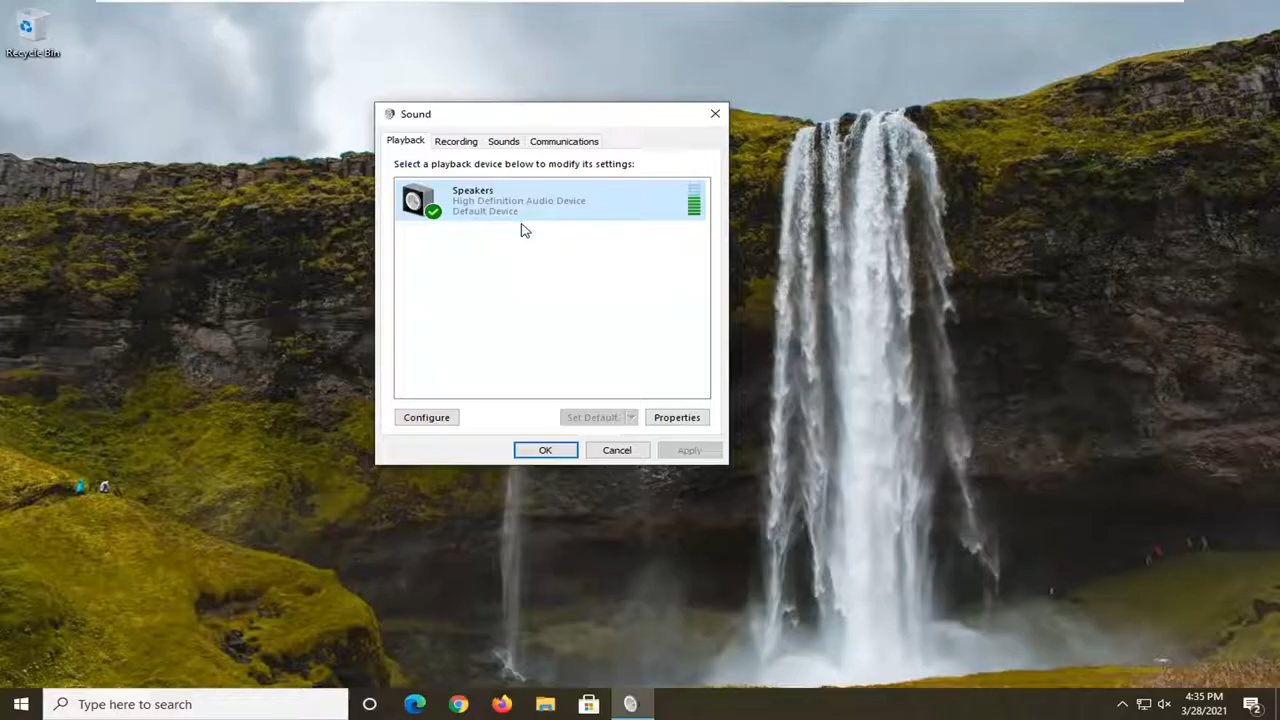 Recycle Bin
Sound
Playback Recording Sounds Communications
Select a playback device below to modify its settings:
Speakers
High Definition Audio Device
Default Device
Configure Set Default Properties
OK Cancel Apply
Type here to search
4:35 PM
3/28/2021
2